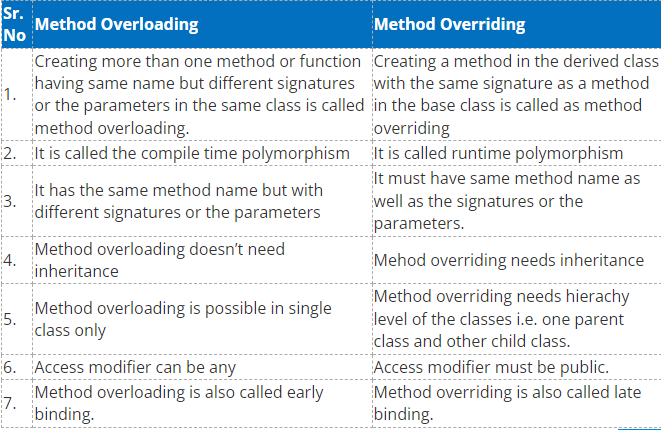 Sr.
No
Method Overloading
Method Overriding
1.
Creating more than one method or function
having same name but different signatures
or the parameters in the same class is called
method overloading.
Creating a method in the derived class
with the same signature as a method
in the base class is called as method
overriding
2.
It is called the compile time polymorphism
It is called runtime polymorphism
3.
It has the same method name but with
different signatures or the parameters
It must have same method name as
well as the signatures or the
parameters.
4.
Method overloading doesn’t need
inheritance
Mehod overriding needs inheritance
5.
Method overloading is possible in single
class only
Method overriding needs hierachy
level of the classes i.e. one parent
class and other child class.
6.
Access modifier can be any
Access modifier must be public.
7.
Method overloading is also called early
binding.
Method overriding is also called late
binding.